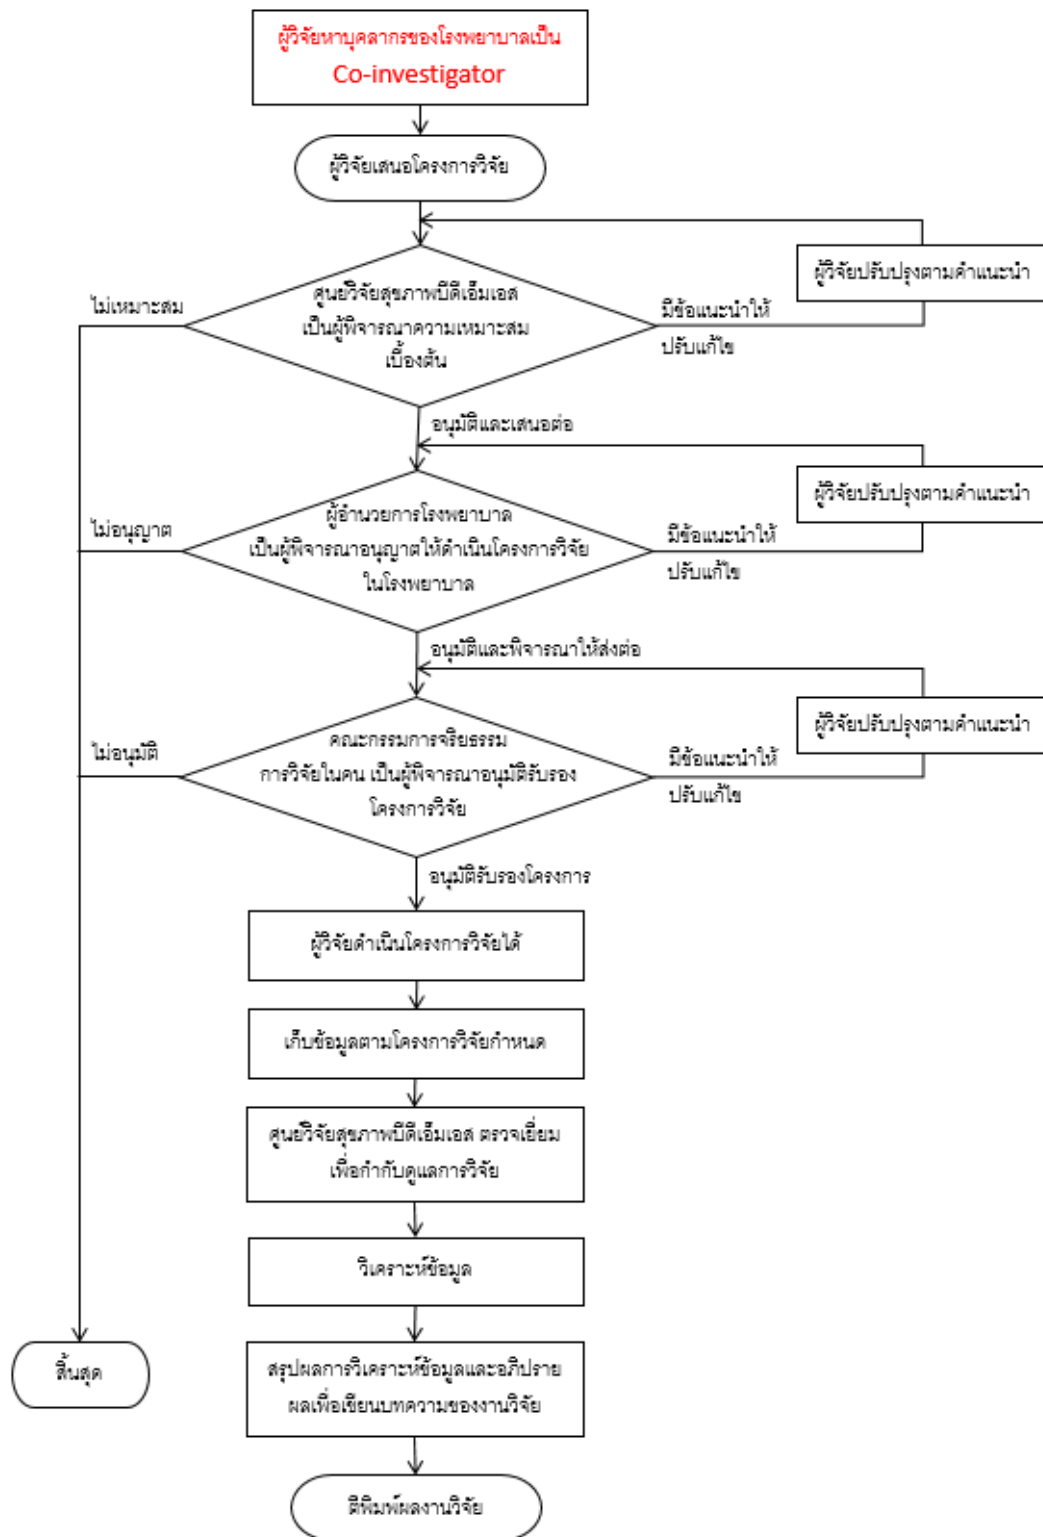 ผู้วิจัยหาบุคลากรของโรงพยาบาลเป็น
Co-investigator
ผู้วิจัยเสนอโครงการวิจัย
ผู้วิจัยปรับปรุงตามคำแนะนำ
ไม่เหมาะสม
ศูนย์วิจัยสุขภาพบีดีเอ็มเอส
เป็นผู้พิจารณาความเหมาะสม
เบื้องต้น
มีข้อแนะนำให้
ปรับแก้ไข
อนุมัติและเสนอต่อ
ผู้วิจัยปรับปรุงตามคำแนะนำ
ไม่อนุญาต
ผู้อำนวยการโรงพยาบาล
เป็นผู้พิจารณาอนุญาตให้ดำเนินโครงการวิจัย
ในโรงพยาบาล
มีข้อแนะนำให้
ปรับแก้ไข
อนุมัติและพิจารณาให้ส่งต่อ
ผู้วิจัยปรับปรุงตามคำแนะนำ
ไม่อนุมัติ
คณะกรรมการจริยธรรม
การวิจัยในคน เป็นผู้พิจารณาอนุมัติรับรอง
โครงการวิจัย
มีข้อแนะนำให้
ปรับแก้ไข
อนุมัติรับรองโครงการ
ผู้วิจัยดำเนินโครงการวิจัยได้
เก็บข้อมูลตามโครงการวิจัยกำหนด
ศูนย์วิจัยสุขภาพบีดีเอ็มเอส ตรวจเยี่ยม
เพื่อกำกับดูแลการวิจัย
วิเคราะห์ข้อมูล
สิ้นสุด
สรุปผลการวิเคราะห์ข้อมูลและอภิปราย
ผลเพื่อเขียนบทความของงานวิจัย
ตีพิมพ์ผลงานวิจัย